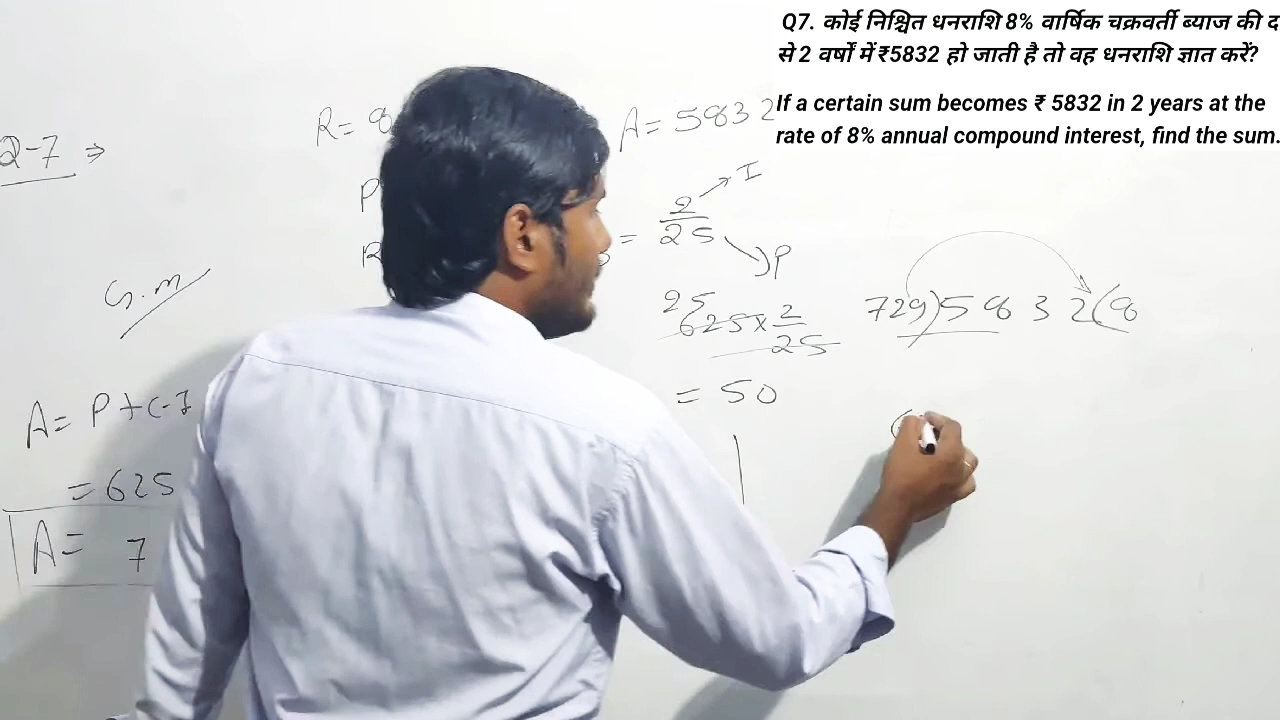 Q7. कोई निश्चित धनराशि 8% वार्षिक चक्रवर्ती ब्याज की द
से 2 वर्षों में ₹5832 हो जाती है तो वह धनराशि ज्ञात करें?
If a certain sum becomes ₹ 5832 in 2 years at the
rate of 8% annual compound interest, find the sum.
Q-7 ⇒
R = 8
A = 5832
P
R
= 2/25
I
P
G.M
25
625 x 2/25
= 50
729)5832(8
A = P + C.I
= 625
A = 7